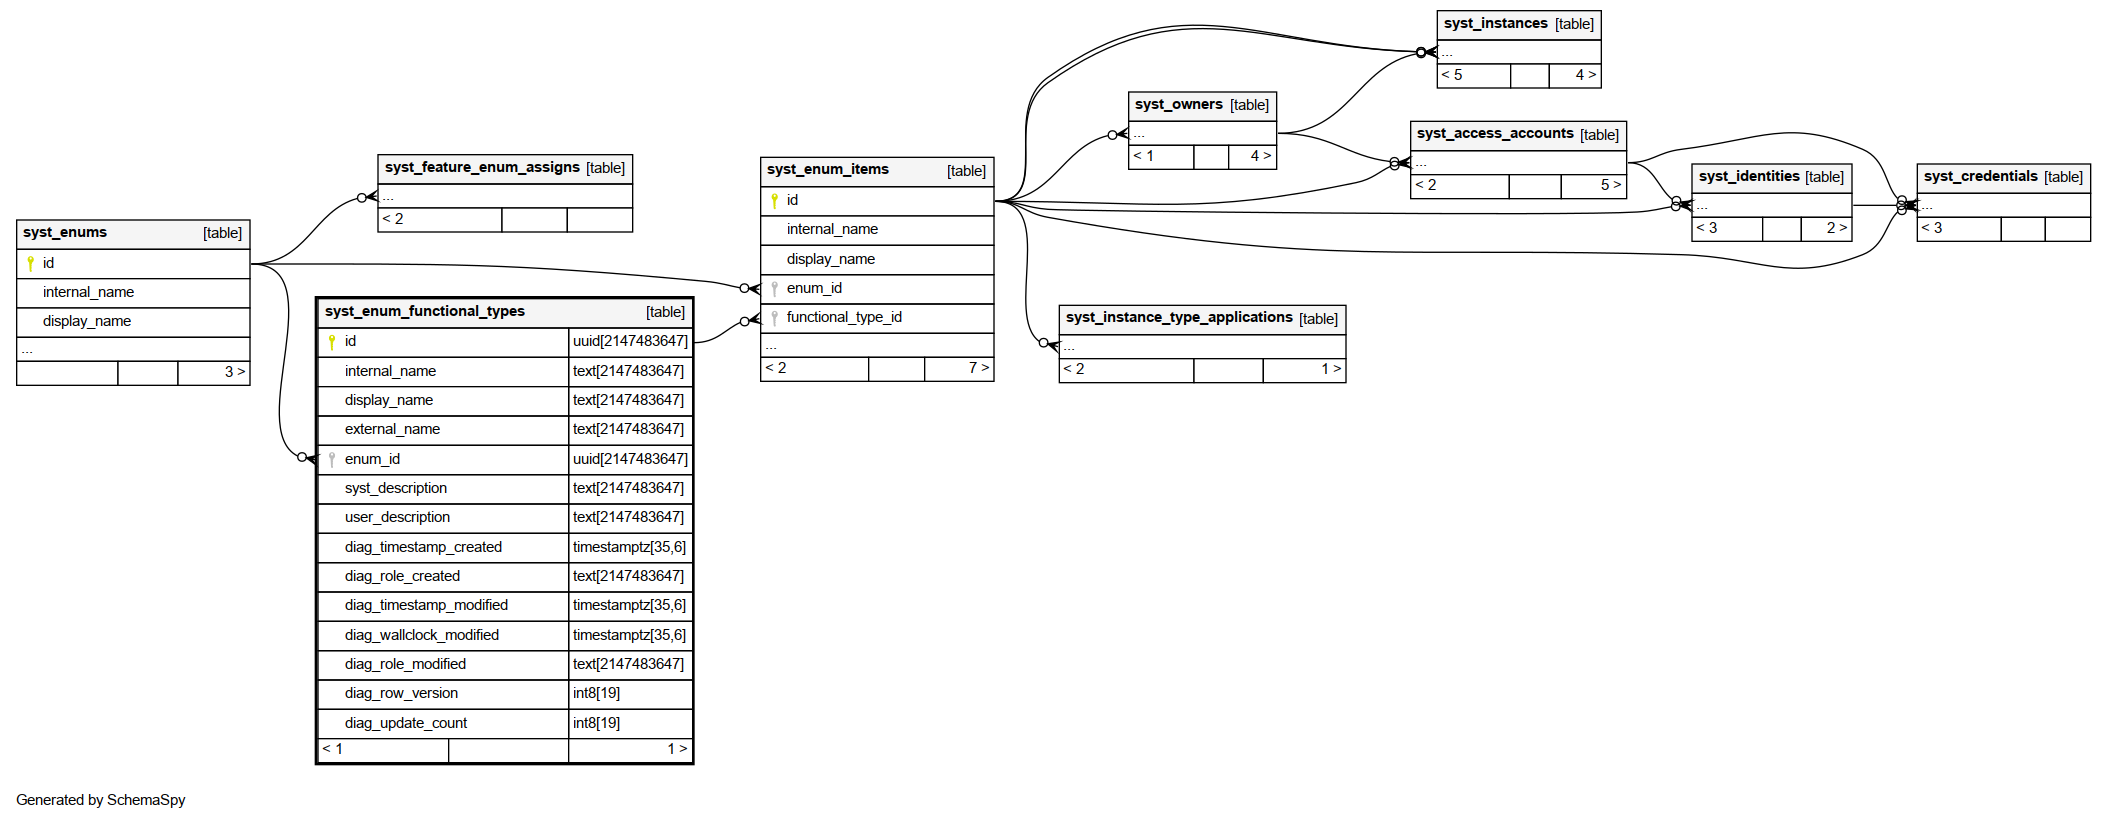 syst_enums [table]
id
internal_name
display_name
...
3 >
syst_feature_enum_assigns [table]
...
< 2
syst_enum_functional_types [table]
id uuid[2147483647]
internal_name text[2147483647]
display_name text[2147483647]
external_name text[2147483647]
enum_id uuid[2147483647]
syst_description text[2147483647]
user_description text[2147483647]
diag_timestamp_created timestamptz[35,6]
diag_role_created text[2147483647]
diag_timestamp_modified timestamptz[35,6]
diag_wallclock_modified timestamptz[35,6]
diag_role_modified text[2147483647]
diag_row_version int8[19]
diag_update_count int8[19]
< 1 1 >
syst_enum_items [table]
id
internal_name
display_name
enum_id
functional_type_id
...
< 2 7 >
syst_owners [table]
...
< 1 4 >
syst_instance_type_applications [table]
...
< 2 1 >
syst_instances [table]
...
< 5 4 >
syst_access_accounts [table]
...
< 2 5 >
syst_identities [table]
...
< 3 2 >
syst_credentials [table]
...
< 3
Generated by SchemaSpy